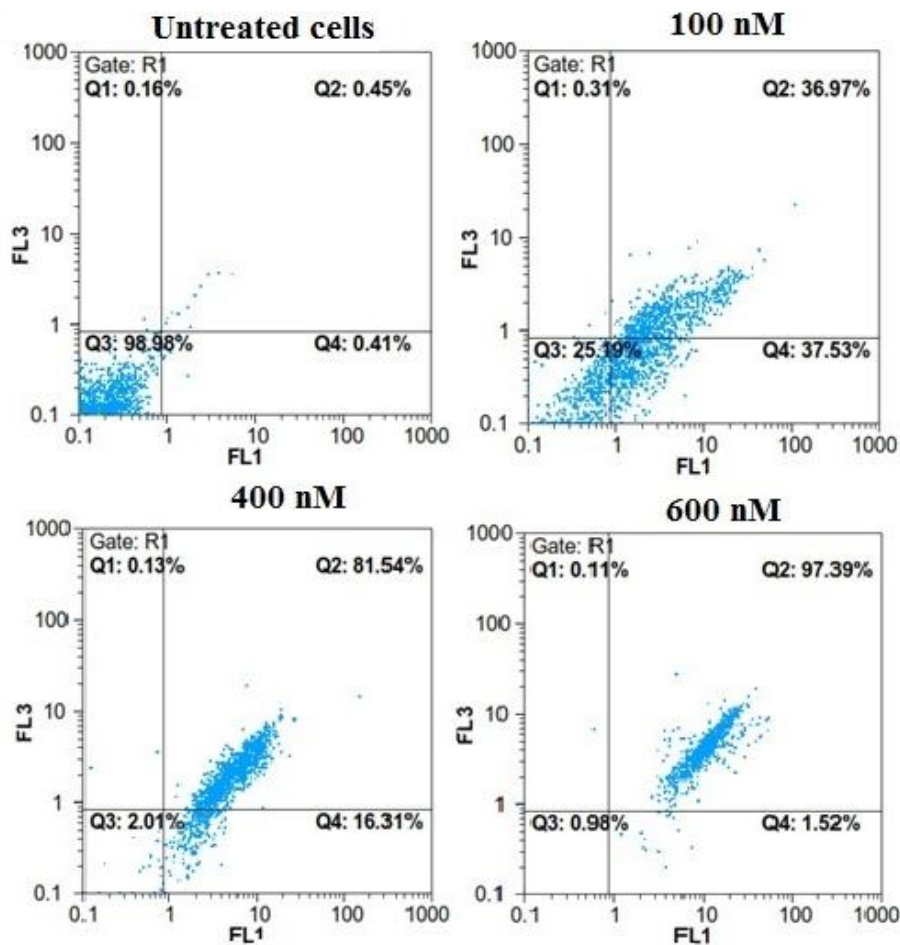 Untreated cells
1000
Gate: R1
Q1: 0.16%
Q2: 0.45%
100
10
FL3
1
Q3: 98.98%
Q4: 0.41%
0.1
0.1 1 10 100 1000
FL1
100 nM
1000
Gate: R1
Q1: 0.31%
Q2: 36.97%
100
10
FL3
1
Q3: 25.19%
Q4: 37.53%
0.1
0.1 1 10 100 1000
FL1
400 nM
1000
Gate: R1
Q1: 0.13%
Q2: 81.54%
100
10
FL3
1
Q3: 2.01%
Q4: 16.31%
0.1
0.1 1 10 100 1000
FL1
600 nM
1000
Gate: R1
Q1: 0.11%
Q2: 97.39%
100
10
FL3
1
Q3: 0.98%
Q4: 1.52%
0.1
0.1 1 10 100 1000
FL1